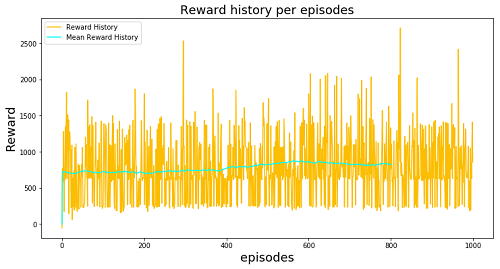 Reward history per episodes
Reward History
Mean Reward History
Reward
2500
2000
1500
1000
500
0
0 200 400 600 800 1000
episodes